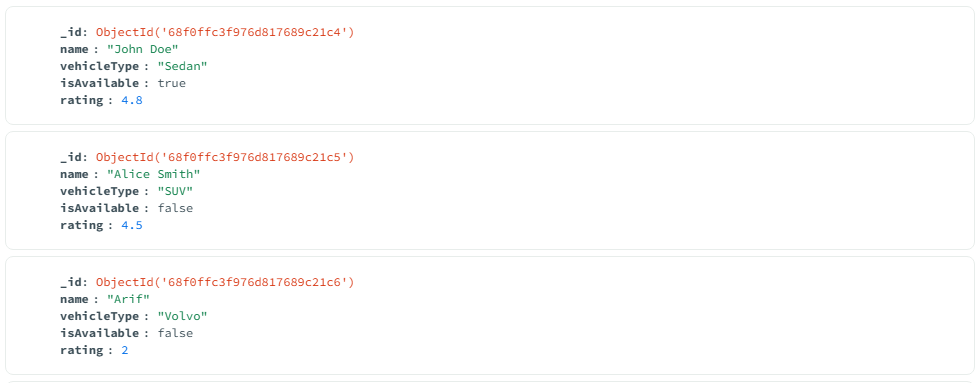 _id: ObjectId('68f0ffc3f976d817689c21c4')
name : "John Doe"
vehicleType : "Sedan"
isAvailable : true
rating : 4.8
_id: ObjectId('68f0ffc3f976d817689c21c5')
name : "Alice Smith"
vehicleType : "SUV"
isAvailable : false
rating : 4.5
_id: ObjectId('68f0ffc3f976d817689c21c6')
name : "Arif"
vehicleType : "Volvo"
isAvailable : false
rating : 2